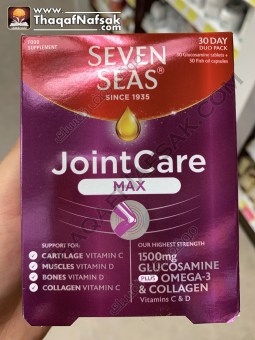 www.ThaqafNafsak.com
FOOD
SUPPLEMENT
SEVEN
SEAS®
SINCE 1935
30 DAY
DUO PACK
30 Glucosamine tablets +
30 Fish oil capsules
JointCare
MAX
SUPPORT FOR:
CARTILAGE VITAMIN C
MUSCLES VITAMIN D
BONES VITAMIN D
COLLAGEN VITAMIN C
OUR HIGHEST STRENGTH
1500mg
GLUCOSAMINE
PLUS OMEGA-3
& COLLAGEN
Vitamins C & D